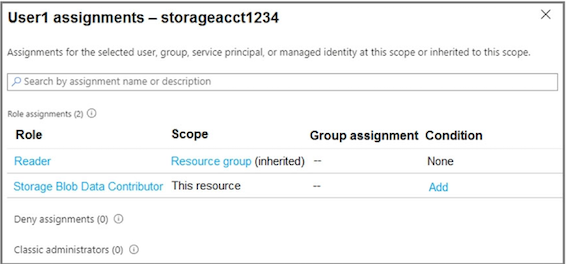 User1 assignments – storageacct1234
Assignments for the selected user, group, service principal, or managed identity at this scope or inherited to this scope.
Search by assignment name or description
Role assignments (2)
Role Scope Group assignment Condition
Reader Resource group (inherited) -- None
Storage Blob Data Contributor This resource -- Add
Deny assignments (0)
Classic administrators (0)